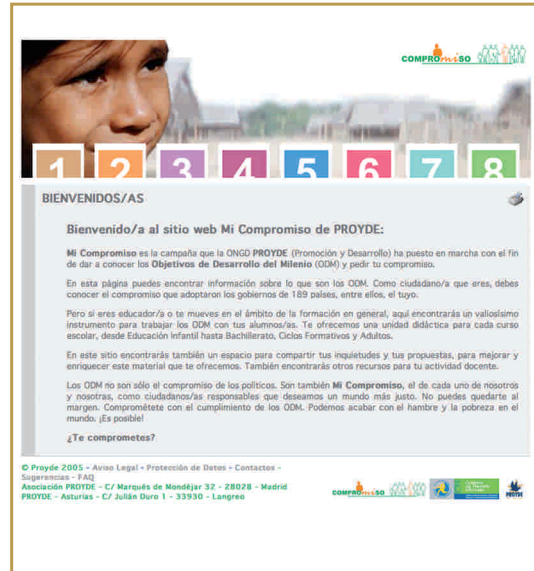 COMPROmiSO
1 2 3 4 5 6 7 8
BIENVENIDOS/AS
Bienvenido/a al sitio web Mi Compromiso de PROYDE:
Mi Compromiso es la campaña que la ONGD PROYDE (Promoción y Desarrollo) ha puesto en marcha con el fin
de dar a conocer los Objetivos de Desarrollo del Milenio (ODM) y pedir tu compromiso.
En esta página puedes encontrar información sobre lo que son los ODM. Como ciudadano/a que eres, debes
conocer el compromiso que adoptaron los gobiernos de 189 países, entre ellos, el tuyo.
Pero si eres educador/a o te mueves en el ámbito de la formación en general, aquí encontrarás un valiosísimo
instrumento para trabajar los ODM con tus alumnos/as. Te ofrecemos una unidad didáctica para cada curso
escolar, desde Educación Infantil hasta Bachillerato, Ciclos Formativos y Adultos.
En este sitio encontrarás también un espacio para compartir tus inquietudes y tus propuestas, para mejorar y
enriquecer este material que te ofrecemos. También encontrarás otros recursos para tu actividad docente.
Los ODM no son sólo el compromiso de los políticos. Son también Mi Compromiso, el de cada uno de nosotros
y nosotras, como ciudadanos/as responsables que deseamos un mundo más justo. No puedes quedarte al
margen. Comprométete con el cumplimiento de los ODM. Podemos acabar con el hambre y la pobreza en el
mundo. ¡Es posible!
¿Te comprometes?
© Proyde 2005 - Aviso Legal - Protección de Datos - Contactos -
Sugerencias - FAQ
Asociación PROYDE - C/ Marqués de Mondéjar 32 - 28028 - Madrid
PROYDE - Asturias - C/ Julián Duro 1 - 33930 - Langreo
COMPROmiSO
PROYDE